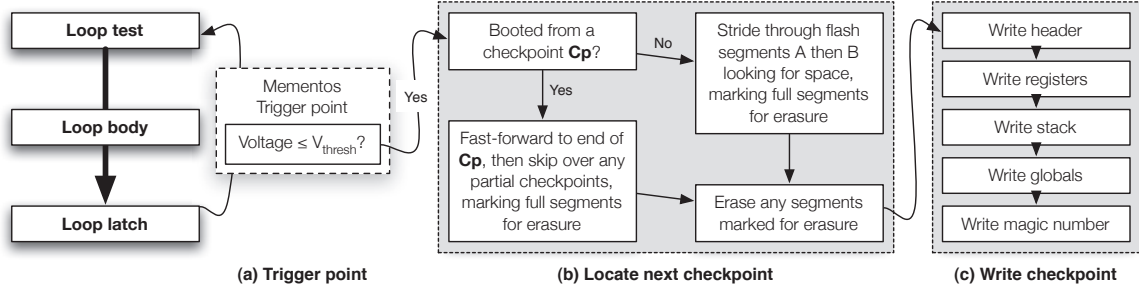 Loop test
Loop body
Loop latch
Mementos
Trigger point
Voltage ≤ Vthresh?
Yes
(a) Trigger point
Booted from a
checkpoint Cp?
No
Yes
Stride through flash
segments A then B
looking for space,
marking full segments
for erasure
Fast-forward to end of
Cp, then skip over any
partial checkpoints,
marking full segments
for erasure
Erase any segments
marked for erasure
(b) Locate next checkpoint
Write header
Write registers
Write stack
Write globals
Write magic number
(c) Write checkpoint